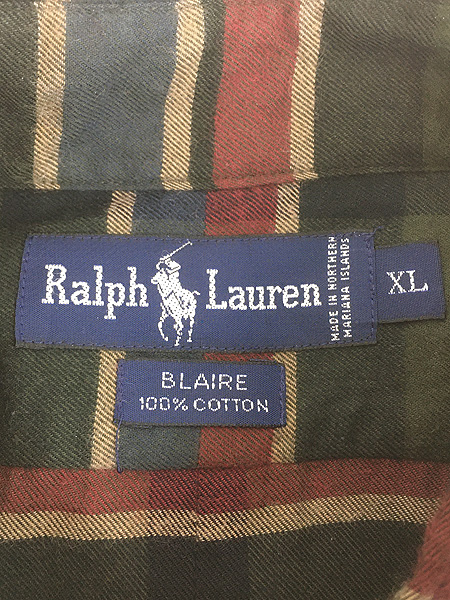 Ralph Lauren
MADE IN NORTHERN
MARIANA ISLANDS
XL
BLAIRE
100% COTTON